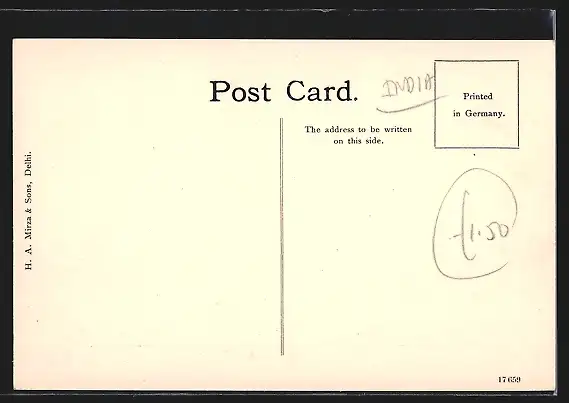 Post Card.
INDIA
Printed
in Germany.
The address to be written
on this side.
H. A. Mirza & Sons, Delhi.
£1.50
17659